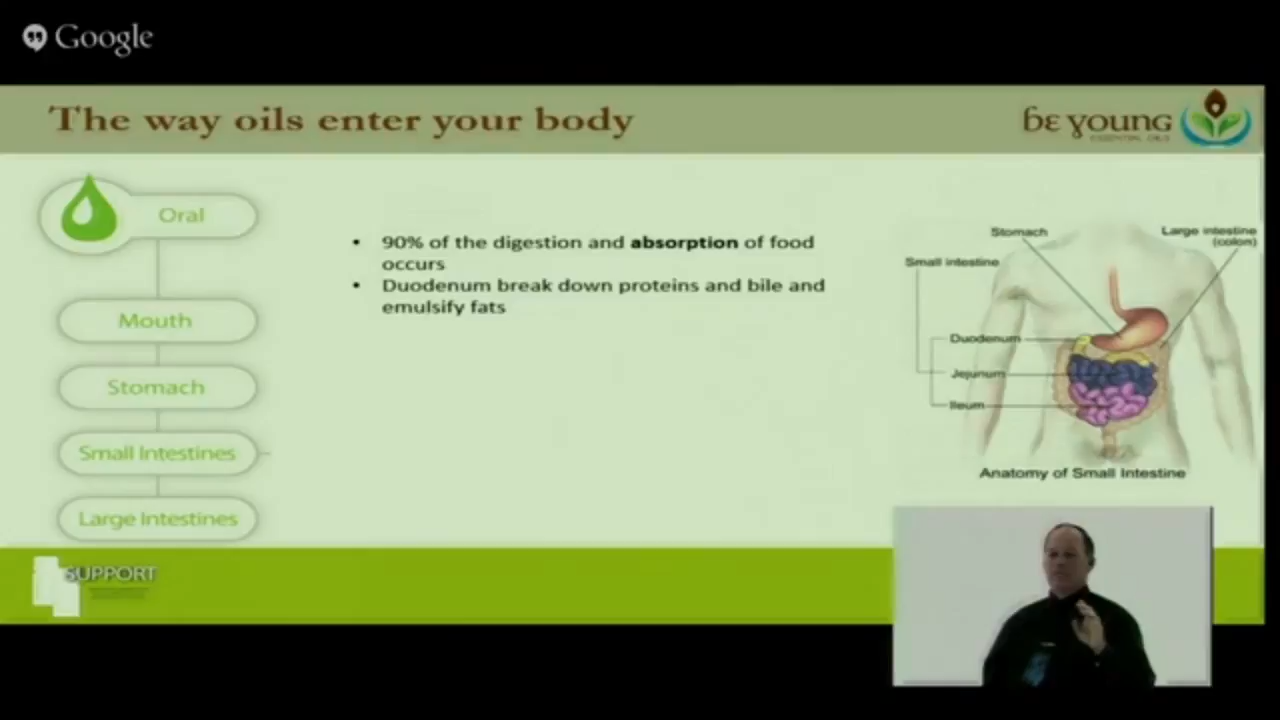 Google
The way oils enter your body
be young
ESSENTIAL OILS
Oral
Mouth
Stomach
Small Intestines
Large Intestines
• 90% of the digestion and absorption of food
occurs
• Duodenum break down proteins and bile and
emulsify fats
Stomach
Large intestine
(colon)
Small intestine
Duodenum
Jejunum
Ileum
Anatomy of Small Intestine
SUPPORT